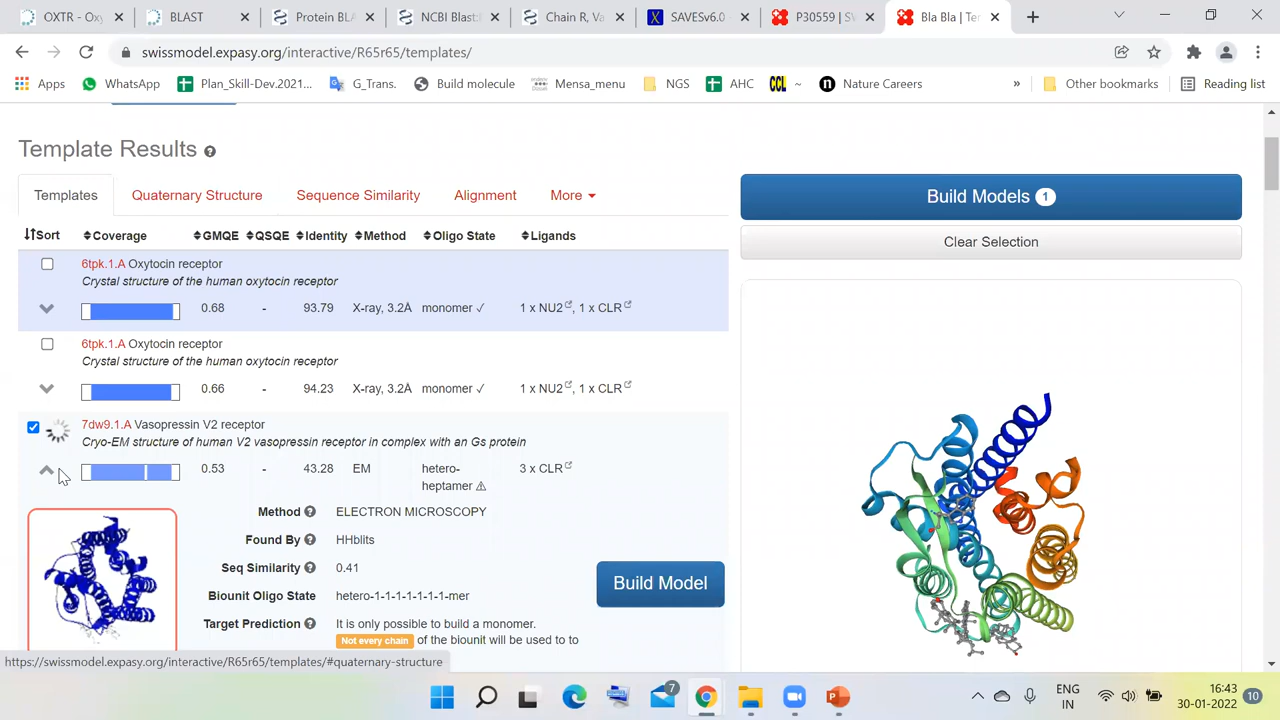 OXTR - Oxy
BLAST
Protein BLA
NCBI Blast:
Chain R, Va
SAVESv6.0 -
P30559 | SW
Bla Bla | Te
swissmodel.expasy.org/interactive/R65r65/templates/
Apps
WhatsApp
Plan_Skill-Dev.2021...
G_Trans.
Build molecule
Mensa_menu
NGS
AHC
CCL ~
n Nature Careers
»
Other bookmarks
Reading list
Template Results
Templates
Quaternary Structure
Sequence Similarity
Alignment
More
Build Models 1
Clear Selection
Sort Coverage GMQE QSQE Identity Method Oligo State Ligands
6tpk.1.A Oxytocin receptor
Crystal structure of the human oxytocin receptor
0.68 - 93.79 X-ray, 3.2Å monomer ✓ 1 x NU2, 1 x CLR
6tpk.1.A Oxytocin receptor
Crystal structure of the human oxytocin receptor
0.66 - 94.23 X-ray, 3.2Å monomer ✓ 1 x NU2, 1 x CLR
7dw9.1.A Vasopressin V2 receptor
Cryo-EM structure of human V2 vasopressin receptor in complex with an Gs protein
0.53 - 43.28 EM hetero- 3 x CLR
heptamer
Method ELECTRON MICROSCOPY
Found By HHblits
Seq Similarity 0.41
Biounit Oligo State hetero-1-1-1-1-1-1-1-mer
Target Prediction It is only possible to build a monomer.
Not every chain of the biounit will be used to to
Build Model
https://swissmodel.expasy.org/interactive/R65r65/templates/#quaternary-structure
7
ENG
IN
16:43
30-01-2022
10